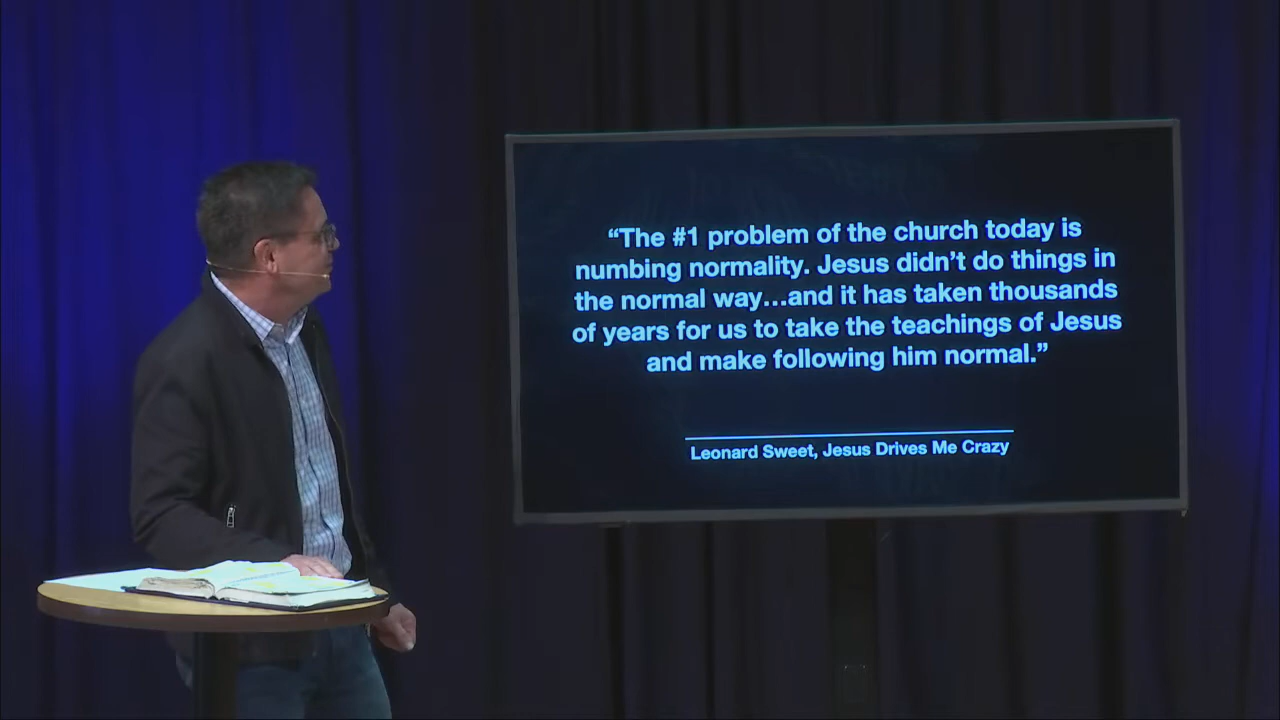 “The #1 problem of the church today is
numbing normality. Jesus didn’t do things in
the normal way...and it has taken thousands
of years for us to take the teachings of Jesus
and make following him normal.”
Leonard Sweet, Jesus Drives Me Crazy